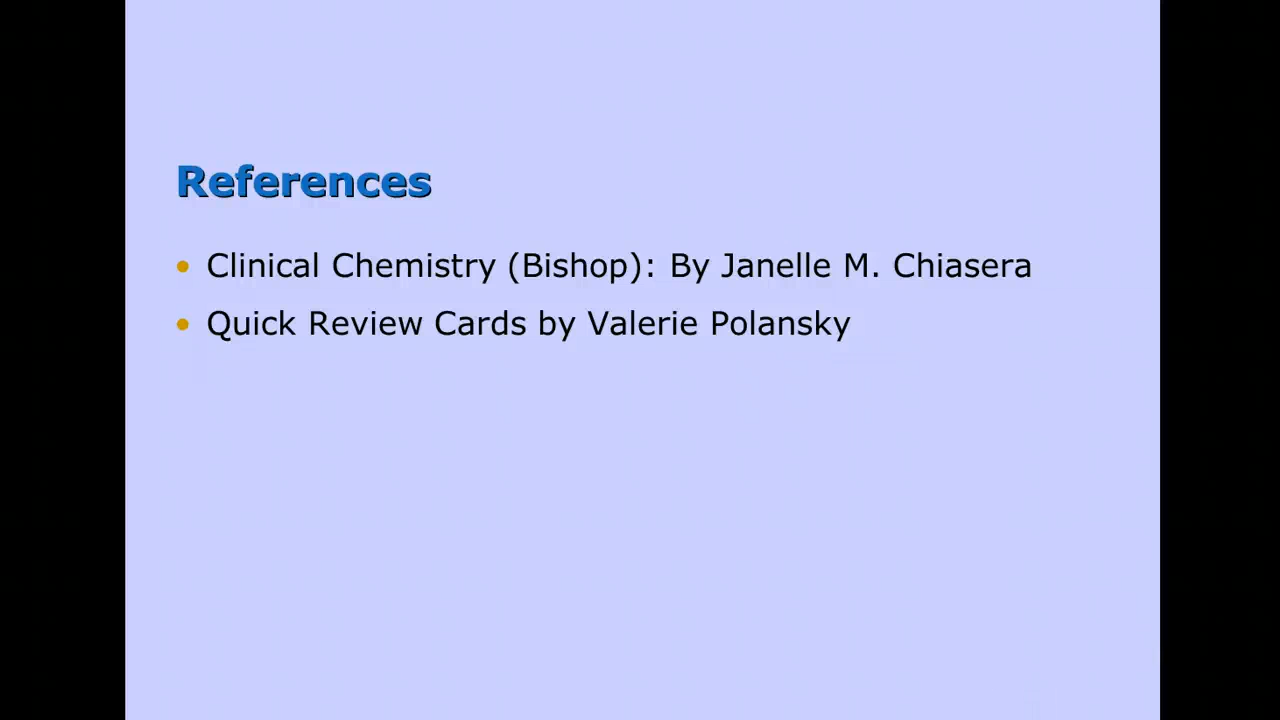 References
• Clinical Chemistry (Bishop): By Janelle M. Chiasera
• Quick Review Cards by Valerie Polansky